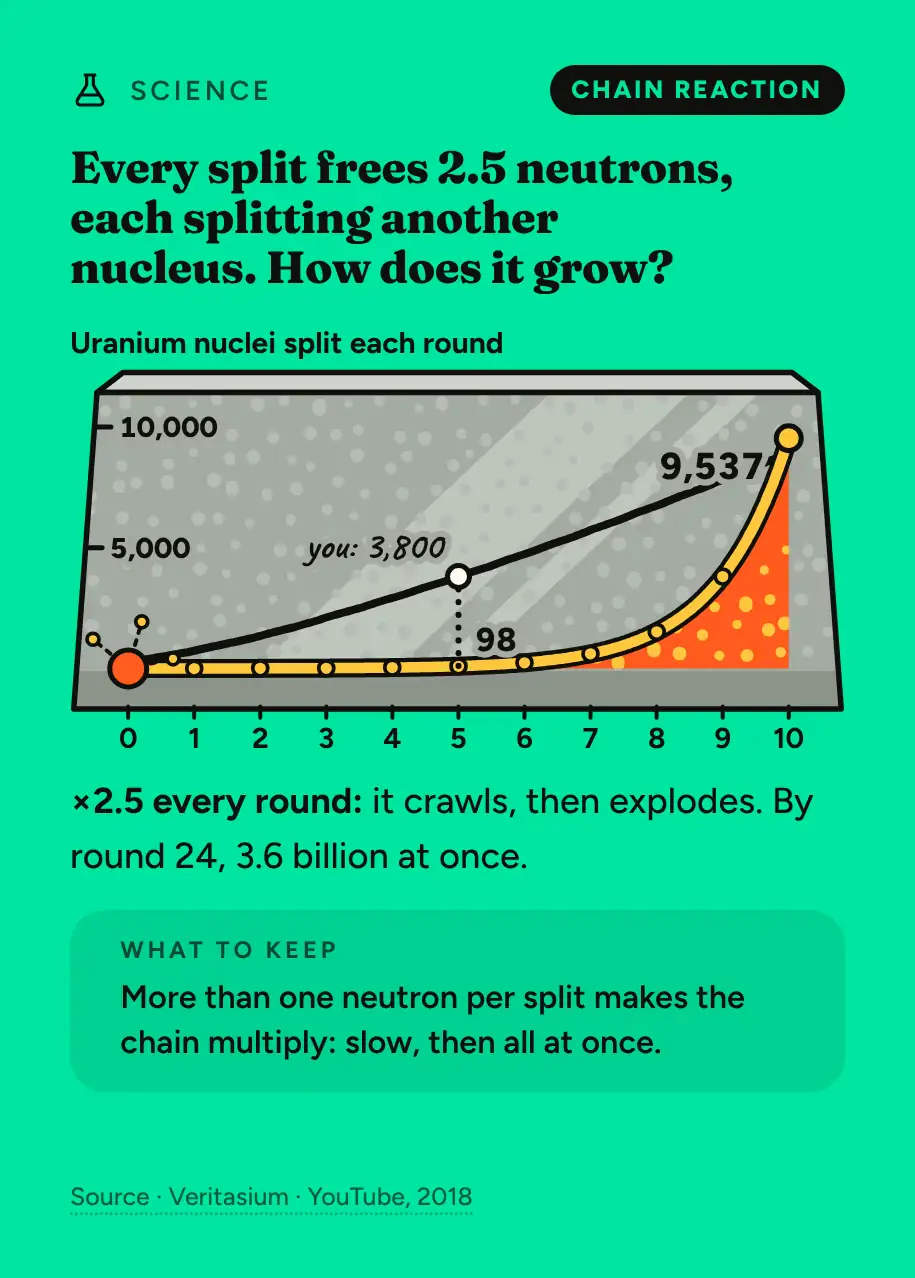 SCIENCE
CHAIN REACTION
Every split frees 2.5 neutrons,
each splitting another
nucleus. How does it grow?
Uranium nuclei split each round
10,000
9,537
5,000
you: 3,800
98
0 1 2 3 4 5 6 7 8 9 10
×2.5 every round: it crawls, then explodes. By
round 24, 3.6 billion at once.
WHAT TO KEEP
More than one neutron per split makes the
chain multiply: slow, then all at once.
Source · Veritasium · YouTube, 2018